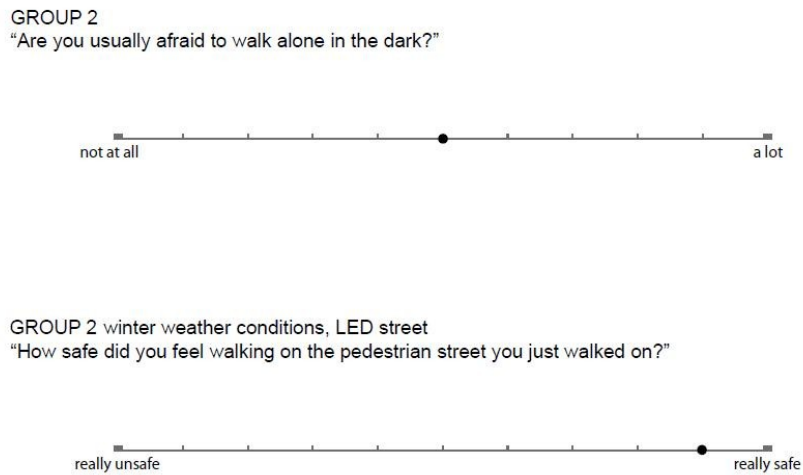 GROUP 2
“Are you usually afraid to walk alone in the dark?”
not at all
a lot
GROUP 2 winter weather conditions, LED street
“How safe did you feel walking on the pedestrian street you just walked on?”
really unsafe
really safe